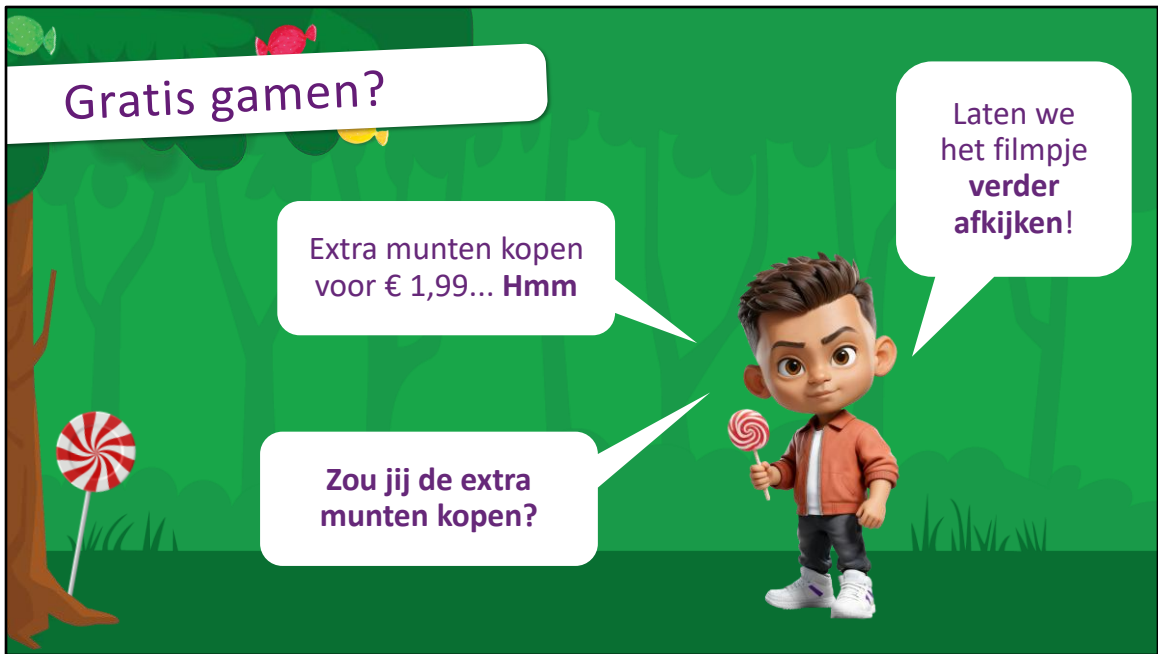 Gratis gamen?
Extra munten kopen
voor € 1,99... Hmm
Zou jij de extra
munten kopen?
Laten we
het filmpje
verder
afkijken!